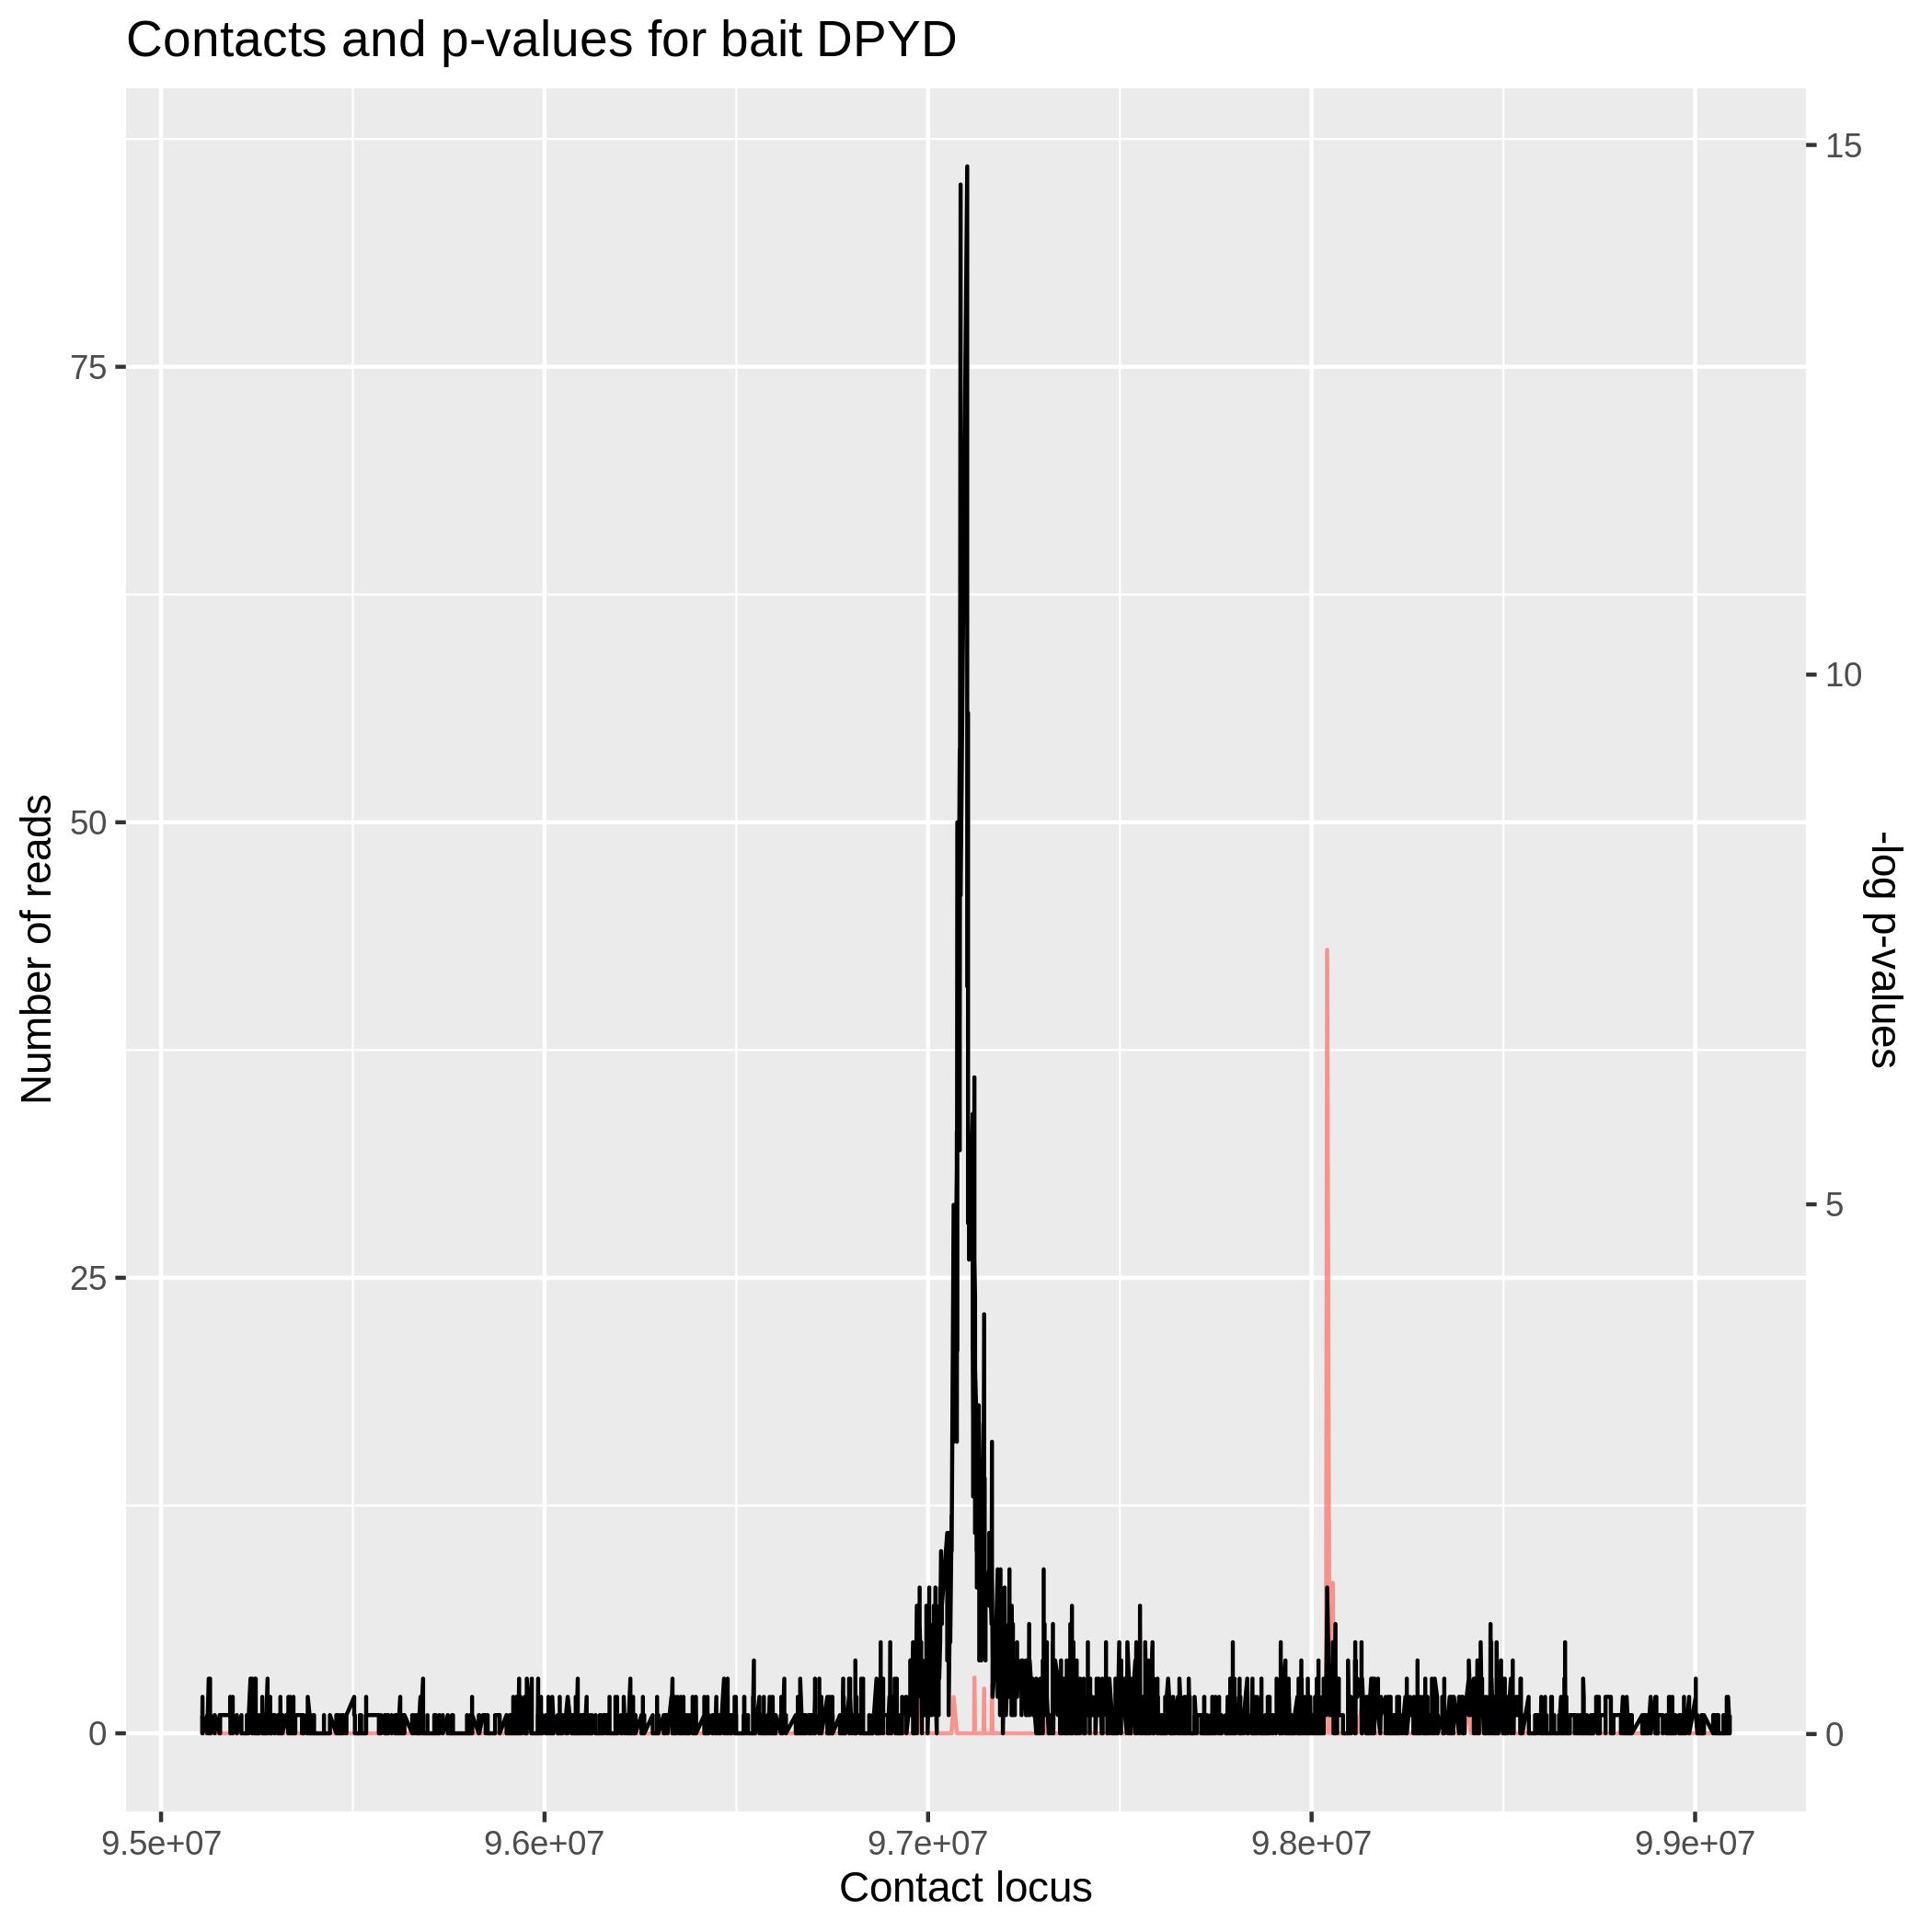 Contacts and p-values for bait DPYD
Number of reads
75
50
25
0
15
10
5
0
-log p-values
9.5e+07 9.6e+07 9.7e+07 9.8e+07 9.9e+07
Contact locus